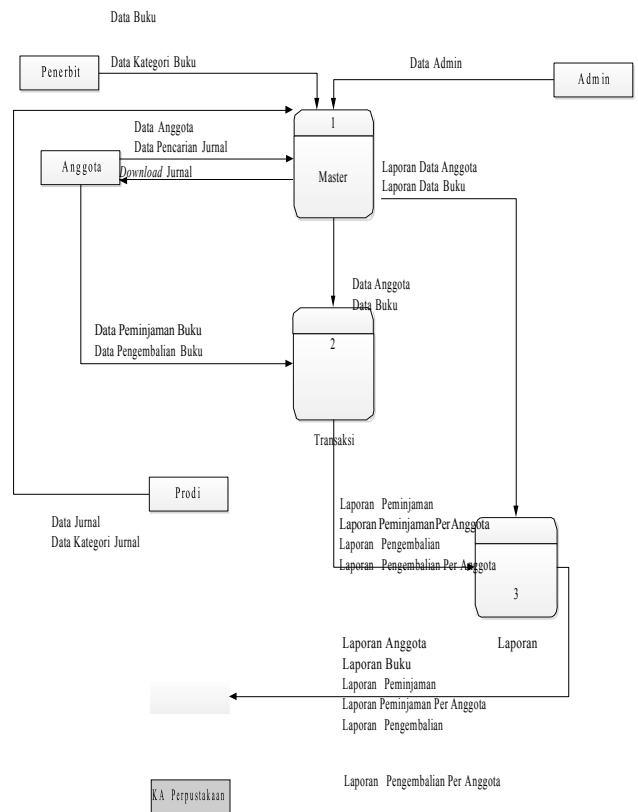 Data Buku
Penerbit
Data Kategori Buku
Data Admin
Admin
1
Data Anggota
Data Pencarian Jurnal
Anggota
Download Jurnal
Master
Laporan Data Anggota
Laporan Data Buku
Data Anggota
Data Buku
Data Peminjaman Buku
Data Pengembalian Buku
2
Transaksi
Prodi
Data Jurnal
Data Kategori Jurnal
Laporan Peminjaman
Laporan Peminjaman Per Anggota
Laporan Pengembalian
Laporan Pengembalian Per Anggota
3
Laporan
Laporan Anggota
Laporan Buku
Laporan Peminjaman
Laporan Peminjaman Per Anggota
Laporan Pengembalian
Laporan Pengembalian Per Anggota
KA Perpustakaan